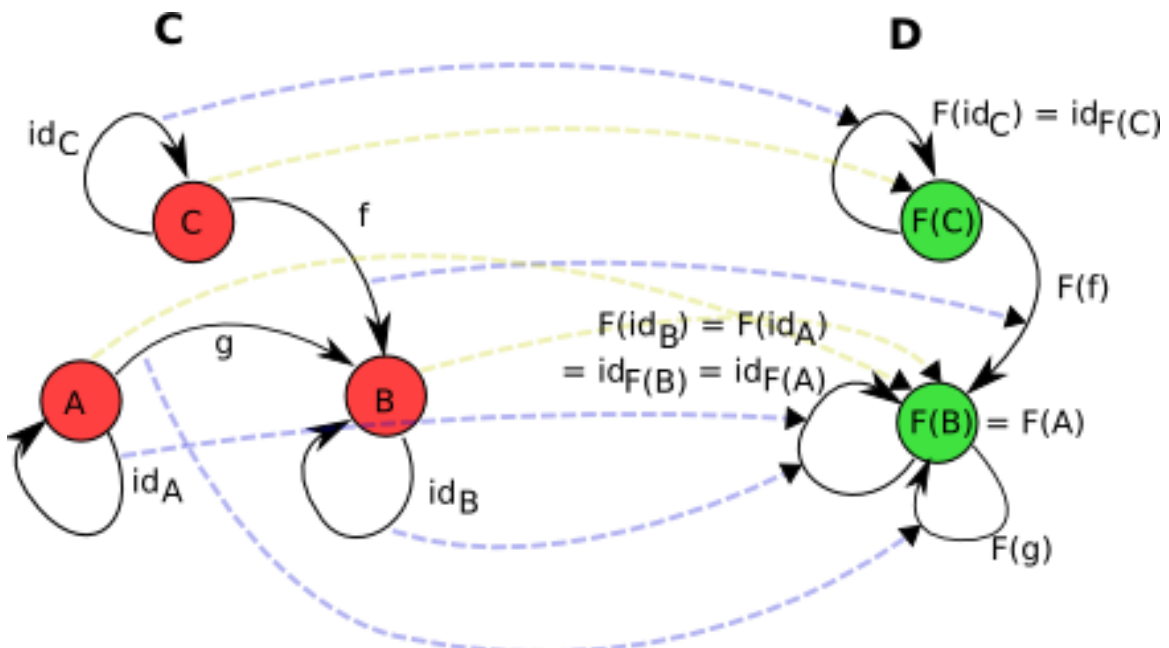 C
D
id_C
F(id_C) = id_F(C)
C
f
F(C)
F(f)
g
F(id_B) = F(id_A)
= id_F(B) = id_F(A)
A
B
F(B) = F(A)
id_A
id_B
F(g)